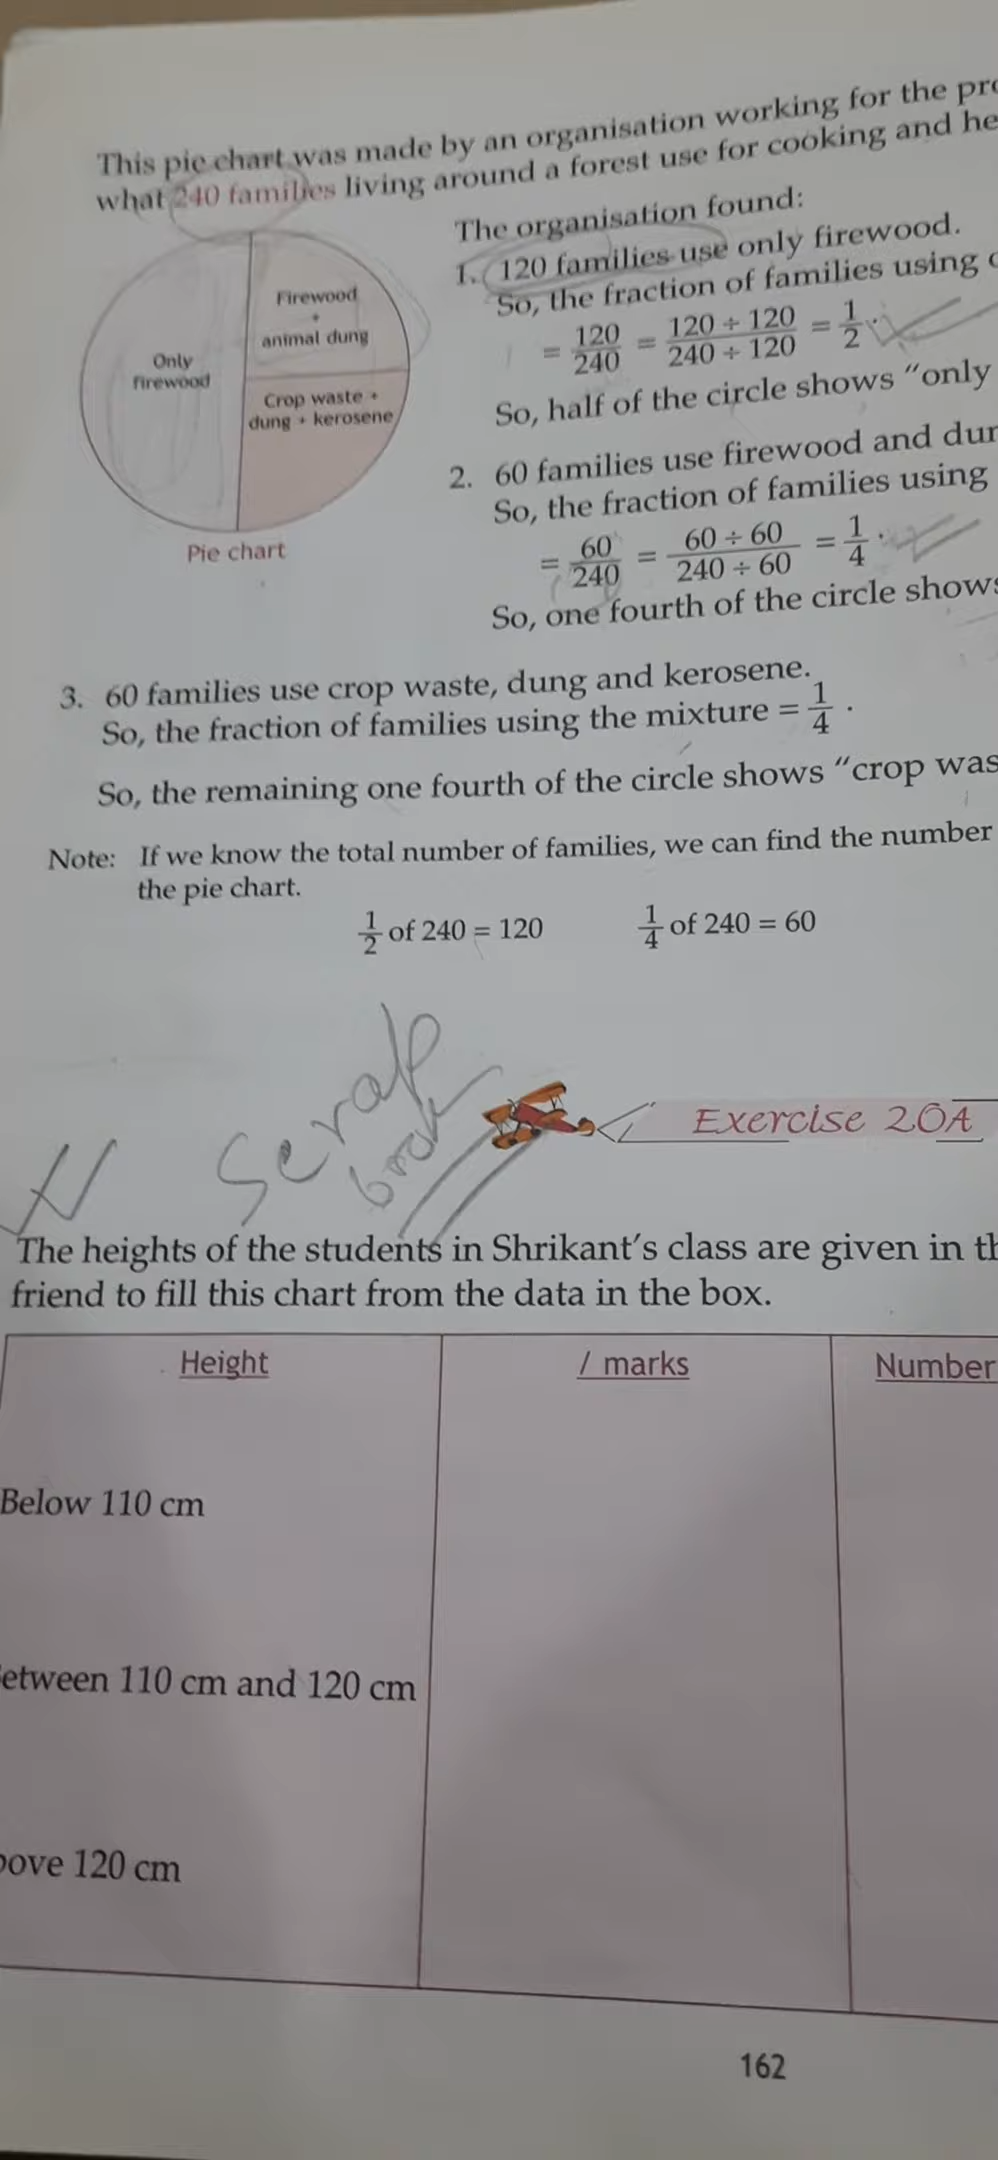 This pie chart was made by an organisation working for the pro
what 240 families living around a forest use for cooking and he
Only
firewood
Firewood
+
animal dung
Crop waste +
dung + kerosene
Pie chart
The organisation found:
1. 120 families use only firewood.
So, the fraction of families using o
= 120/240 = 120 ÷ 120/240 ÷ 120 = 1/2 .
So, half of the circle shows “only
2. 60 families use firewood and dun
So, the fraction of families using
= 60/240 = 60 ÷ 60/240 ÷ 60 = 1/4 .
So, one fourth of the circle shows
3. 60 families use crop waste, dung and kerosene.
So, the fraction of families using the mixture = 1/4 .
So, the remaining one fourth of the circle shows “crop was
Note: If we know the total number of families, we can find the number
the pie chart.
1/2 of 240 = 120 1/4 of 240 = 60
Scrap
book
Exercise 20A
The heights of the students in Shrikant’s class are given in th
friend to fill this chart from the data in the box.
Height / marks Number
Below 110 cm
etween 110 cm and 120 cm
bove 120 cm
162